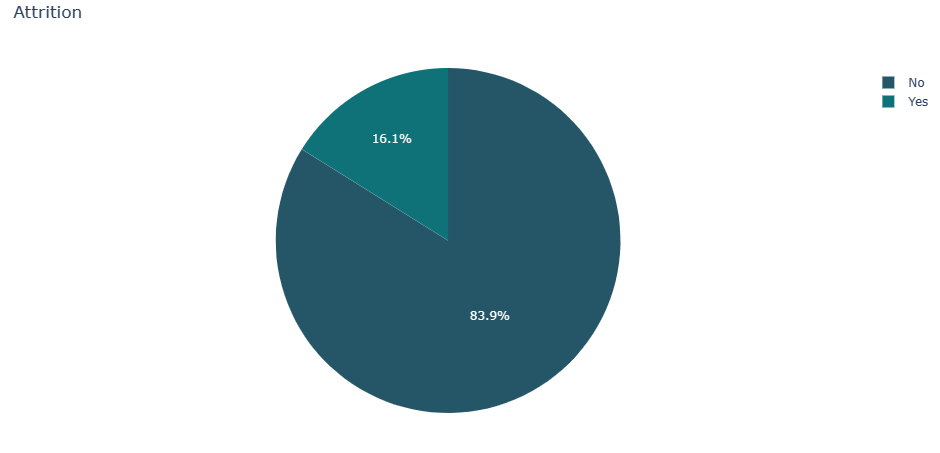 Attrition
No
Yes
16.1%
83.9%